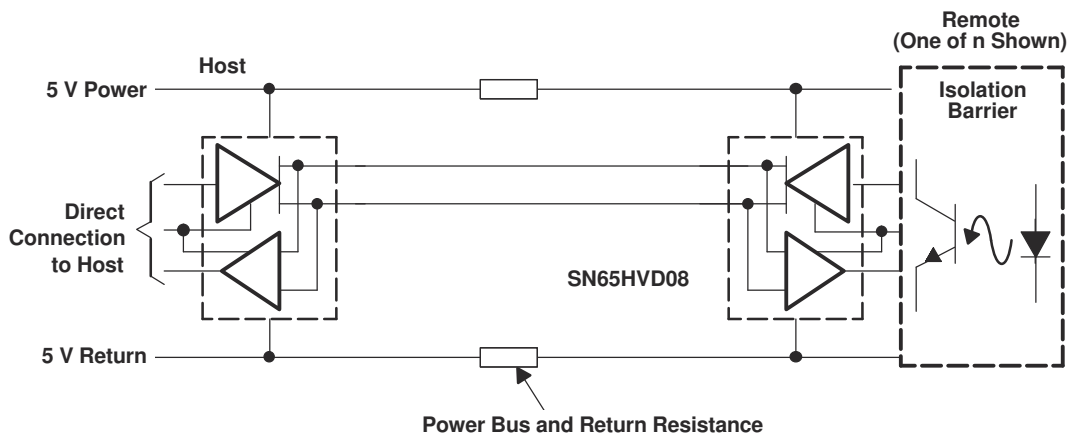 Remote
(One of n Shown)
Host
5 V Power
Isolation
Barrier
Direct
Connection
to Host
SN65HVD08
5 V Return
Power Bus and Return Resistance